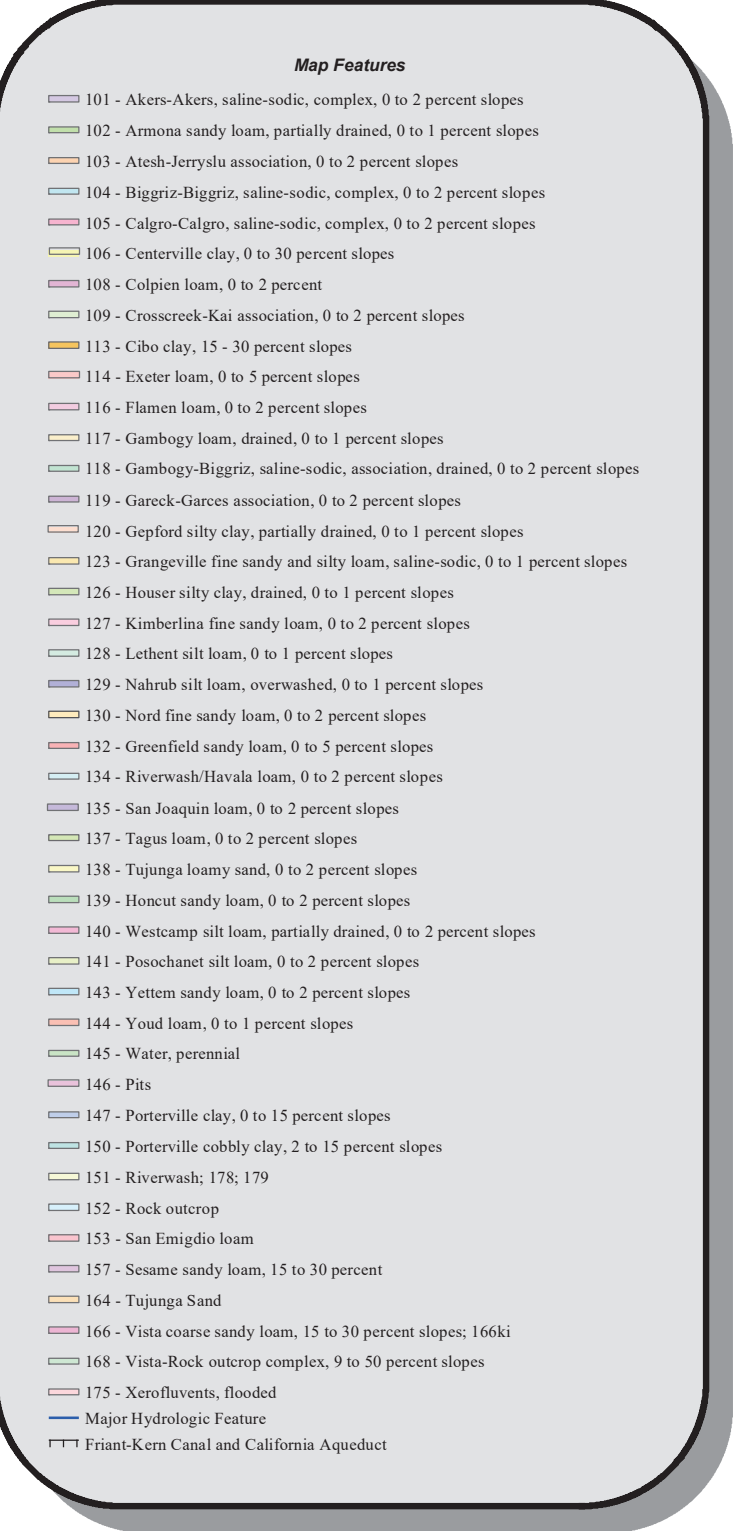 Map Features
101 - Akers-Akers, saline-sodic, complex, 0 to 2 percent slopes
102 - Armona sandy loam, partially drained, 0 to 1 percent slopes
103 - Atesh-Jerryslu association, 0 to 2 percent slopes
104 - Biggriz-Biggriz, saline-sodic, complex, 0 to 2 percent slopes
105 - Calgro-Calgro, saline-sodic, complex, 0 to 2 percent slopes
106 - Centerville clay, 0 to 30 percent slopes
108 - Colpien loam, 0 to 2 percent
109 - Crosscreek-Kai association, 0 to 2 percent slopes
113 - Cibo clay, 15 - 30 percent slopes
114 - Exeter loam, 0 to 5 percent slopes
116 - Flamen loam, 0 to 2 percent slopes
117 - Gambogy loam, drained, 0 to 1 percent slopes
118 - Gambogy-Biggriz, saline-sodic, association, drained, 0 to 2 percent slopes
119 - Gareck-Garces association, 0 to 2 percent slopes
120 - Gepford silty clay, partially drained, 0 to 1 percent slopes
123 - Grangeville fine sandy and silty loam, saline-sodic, 0 to 1 percent slopes
126 - Houser silty clay, drained, 0 to 1 percent slopes
127 - Kimberlina fine sandy loam, 0 to 2 percent slopes
128 - Lethent silt loam, 0 to 1 percent slopes
129 - Nahrub silt loam, overwashed, 0 to 1 percent slopes
130 - Nord fine sandy loam, 0 to 2 percent slopes
132 - Greenfield sandy loam, 0 to 5 percent slopes
134 - Riverwash/Havala loam, 0 to 2 percent slopes
135 - San Joaquin loam, 0 to 2 percent slopes
137 - Tagus loam, 0 to 2 percent slopes
138 - Tujunga loamy sand, 0 to 2 percent slopes
139 - Honcut sandy loam, 0 to 2 percent slopes
140 - Westcamp silt loam, partially drained, 0 to 2 percent slopes
141 - Posochanet silt loam, 0 to 2 percent slopes
143 - Yettem sandy loam, 0 to 2 percent slopes
144 - Youd loam, 0 to 1 percent slopes
145 - Water, perennial
146 - Pits
147 - Porterville clay, 0 to 15 percent slopes
150 - Porterville cobbly clay, 2 to 15 percent slopes
151 - Riverwash; 178; 179
152 - Rock outcrop
153 - San Emigdio loam
157 - Sesame sandy loam, 15 to 30 percent
164 - Tujunga Sand
166 - Vista coarse sandy loam, 15 to 30 percent slopes; 166ki
168 - Vista-Rock outcrop complex, 9 to 50 percent slopes
175 - Xerofluvents, flooded
Major Hydrologic Feature
Friant-Kern Canal and California Aqueduct